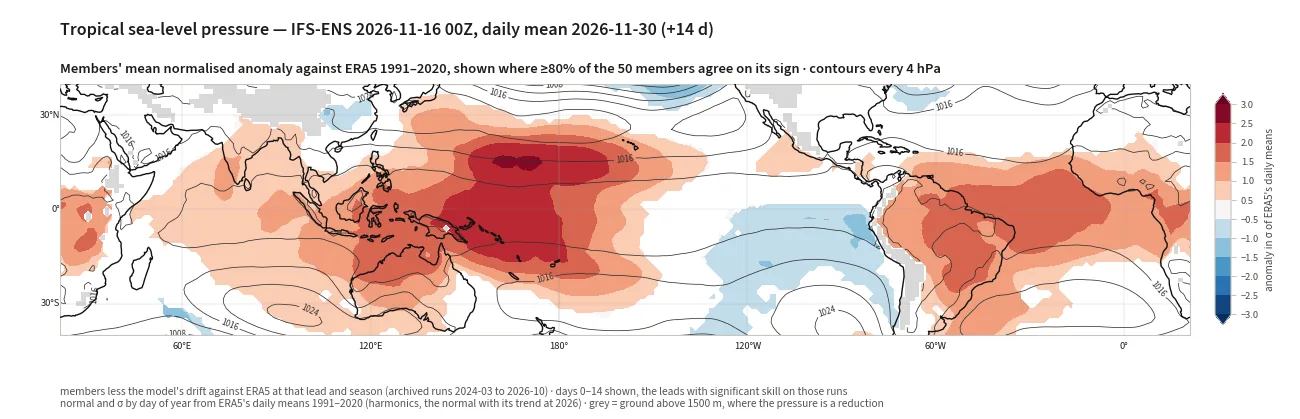 Tropical sea-level pressure — IFS-ENS 2026-11-16 00Z, daily mean 2026-11-30 (+14 d)
Members' mean normalised anomaly against ERA5 1991–2020, shown where ≥80% of the 50 members agree on its sign · contours every 4 hPa
30°N
0°
30°S
60°E
120°E
180°
120°W
60°W
0°
1016
1016
1016
1016
1016
1016
1016
1016
1016
1016
1024
1024
1008
3.0
2.5
2.0
1.5
1.0
0.5
−0.5
−1.0
−1.5
−2.0
−2.5
−3.0
anomaly in σ of ERA5's daily means
members less the model's drift against ERA5 at that lead and season (archived runs 2024-03 to 2026-10) · days 0–14 shown, the leads with significant skill on those runs
normal and σ by day of year from ERA5's daily means 1991–2020 (harmonics, the normal with its trend at 2026) · grey = ground above 1500 m, where the pressure is a reduction